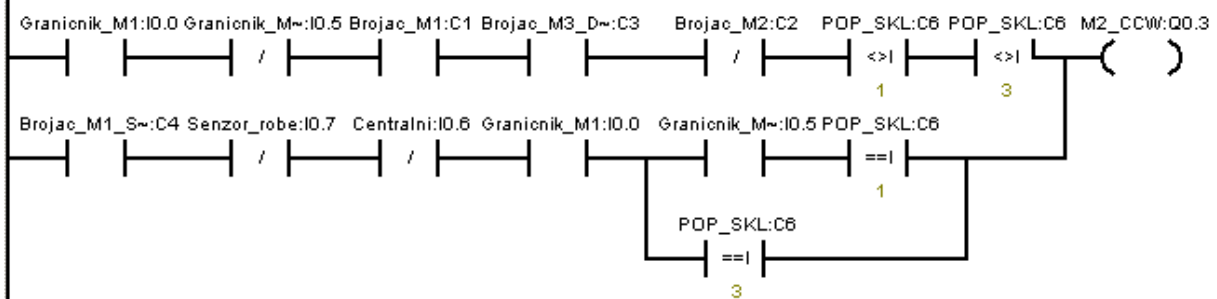 Granicnik_M1:I0.0 Granicnik_M~:I0.5 Brojac_M1:C1 Brojac_M3_D~:C3 Brojac_M2:C2 POP_SKL:C6 POP_SKL:C6 M2_CCW:Q0.3
/ / <>I <>I
1 3
Brojac_M1_S~:C4 Senzor_robe:I0.7 Centralni:I0.6 Granicnik_M1:I0.0 Granicnik_M~:I0.5 POP_SKL:C6
/ / ==I
1
POP_SKL:C6
==I
3